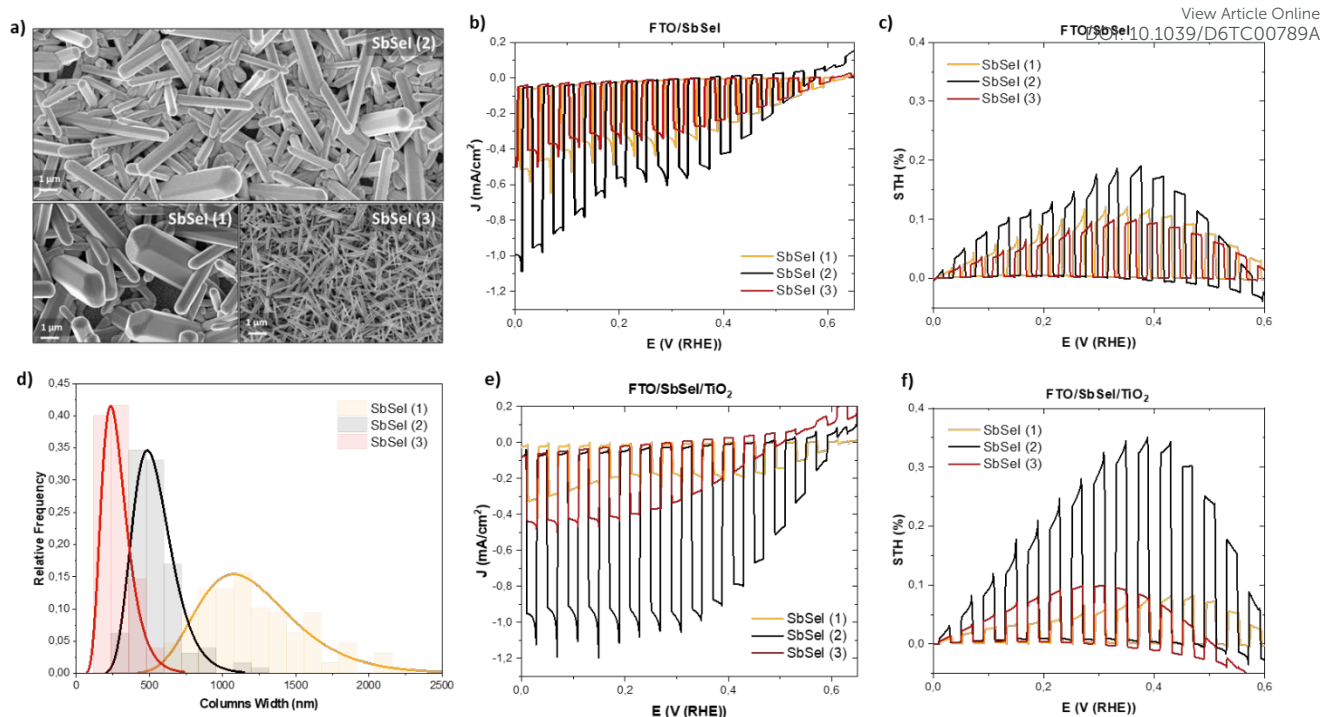 View Article Online
DOI: 10.1039/D6TC00789A
a)
SbSeI (2)
1 µm
SbSeI (1)
1 µm
SbSeI (3)
1 µm
b)
FTO/SbSeI
0,2
0,0
-0,2
-0,4
-0,6
-0,8
-1,0
-1,2
J (mA/cm²)
SbSeI (1)
SbSeI (2)
SbSeI (3)
0,0 0,2 0,4 0,6
E (V (RHE))
c)
FTO/SbSeI
SbSeI (1)
SbSeI (2)
SbSeI (3)
0,4
0,3
0,2
0,1
0,0
STH (%)
0,0 0,2 0,4 0,6
E (V (RHE))
d)
0,45
0,40
0,35
0,30
0,25
0,20
0,15
0,10
0,05
0,00
Relative Frequency
SbSeI (1)
SbSeI (2)
SbSeI (3)
0 500 1000 1500 2000 2500
Columns Width (nm)
e)
FTO/SbSeI/TiO₂
0,2
0,0
-0,2
-0,4
-0,6
-0,8
-1,0
-1,2
J (mA/cm²)
SbSeI (1)
SbSeI (2)
SbSeI (3)
0,0 0,2 0,4 0,6
E (V (RHE))
f)
FTO/SbSeI/TiO₂
SbSeI (1)
SbSeI (2)
SbSeI (3)
0,4
0,3
0,2
0,1
0,0
STH (%)
0,0 0,2 0,4 0,6
E (V (RHE))